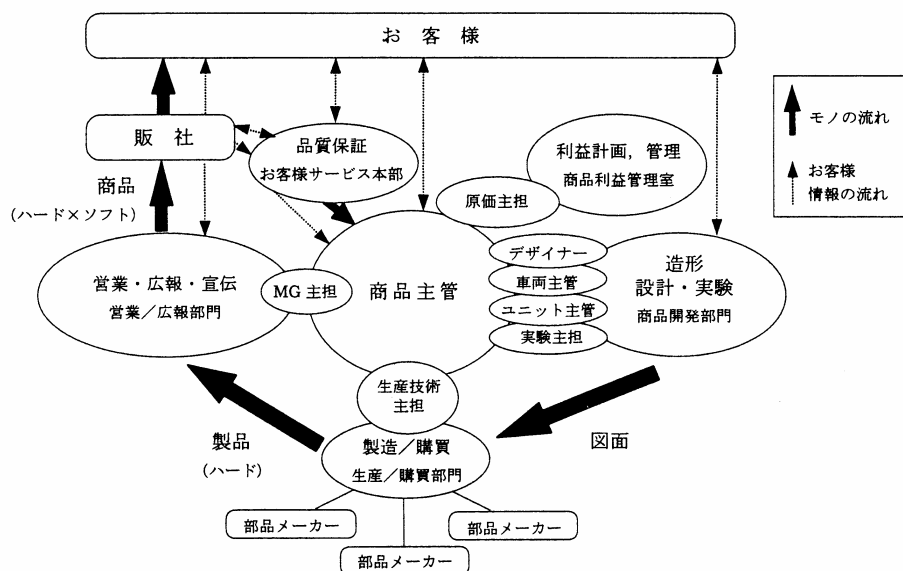 お客様
販社
商品
（ハード×ソフト）
品質保証
お客様サービス本部
利益計画，管理
商品利益管理室
原価主担
モノの流れ
お客様
情報の流れ
営業・広報・宣伝
営業／広報部門
MG主担
商品主管
デザイナー
車両主管
ユニット主管
実験主担
造形
設計・実験
商品開発部門
生産技術
主担
製品
（ハード）
製造／購買
生産／購買部門
図面
部品メーカー
部品メーカー
部品メーカー